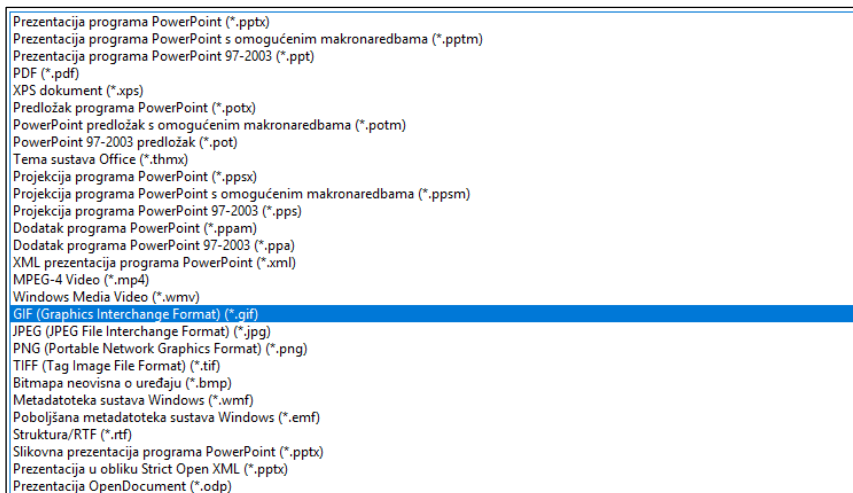 Prezentacija programa PowerPoint (*.pptx)
Prezentacija programa PowerPoint s omogućenim makronaredbama (*.pptm)
Prezentacija programa PowerPoint 97-2003 (*.ppt)
PDF (*.pdf)
XPS dokument (*.xps)
Predložak programa PowerPoint (*.potx)
PowerPoint predložak s omogućenim makronaredbama (*.potm)
PowerPoint 97-2003 predložak (*.pot)
Tema sustava Office (*.thmx)
Projekcija programa PowerPoint (*.ppsx)
Projekcija programa PowerPoint s omogućenim makronaredbama (*.ppsm)
Projekcija programa PowerPoint 97-2003 (*.pps)
Dodatak programa PowerPoint (*.ppam)
Dodatak programa PowerPoint 97-2003 (*.ppa)
XML prezentacija programa PowerPoint (*.xml)
MPEG-4 Video (*.mp4)
Windows Media Video (*.wmv)
GIF (Graphics Interchange Format) (*.gif)
JPEG (JPEG File Interchange Format) (*.jpg)
PNG (Portable Network Graphics Format) (*.png)
TIFF (Tag Image File Format) (*.tif)
Bitmapa neovisna o uređaju (*.bmp)
Metadatoteka sustava Windows (*.wmf)
Poboljšana metadatoteka sustava Windows (*.emf)
Struktura/RTF (*.rtf)
Slikovna prezentacija programa PowerPoint (*.pptx)
Prezentacija u obliku Strict Open XML (*.pptx)
Prezentacija OpenDocument (*.odp)